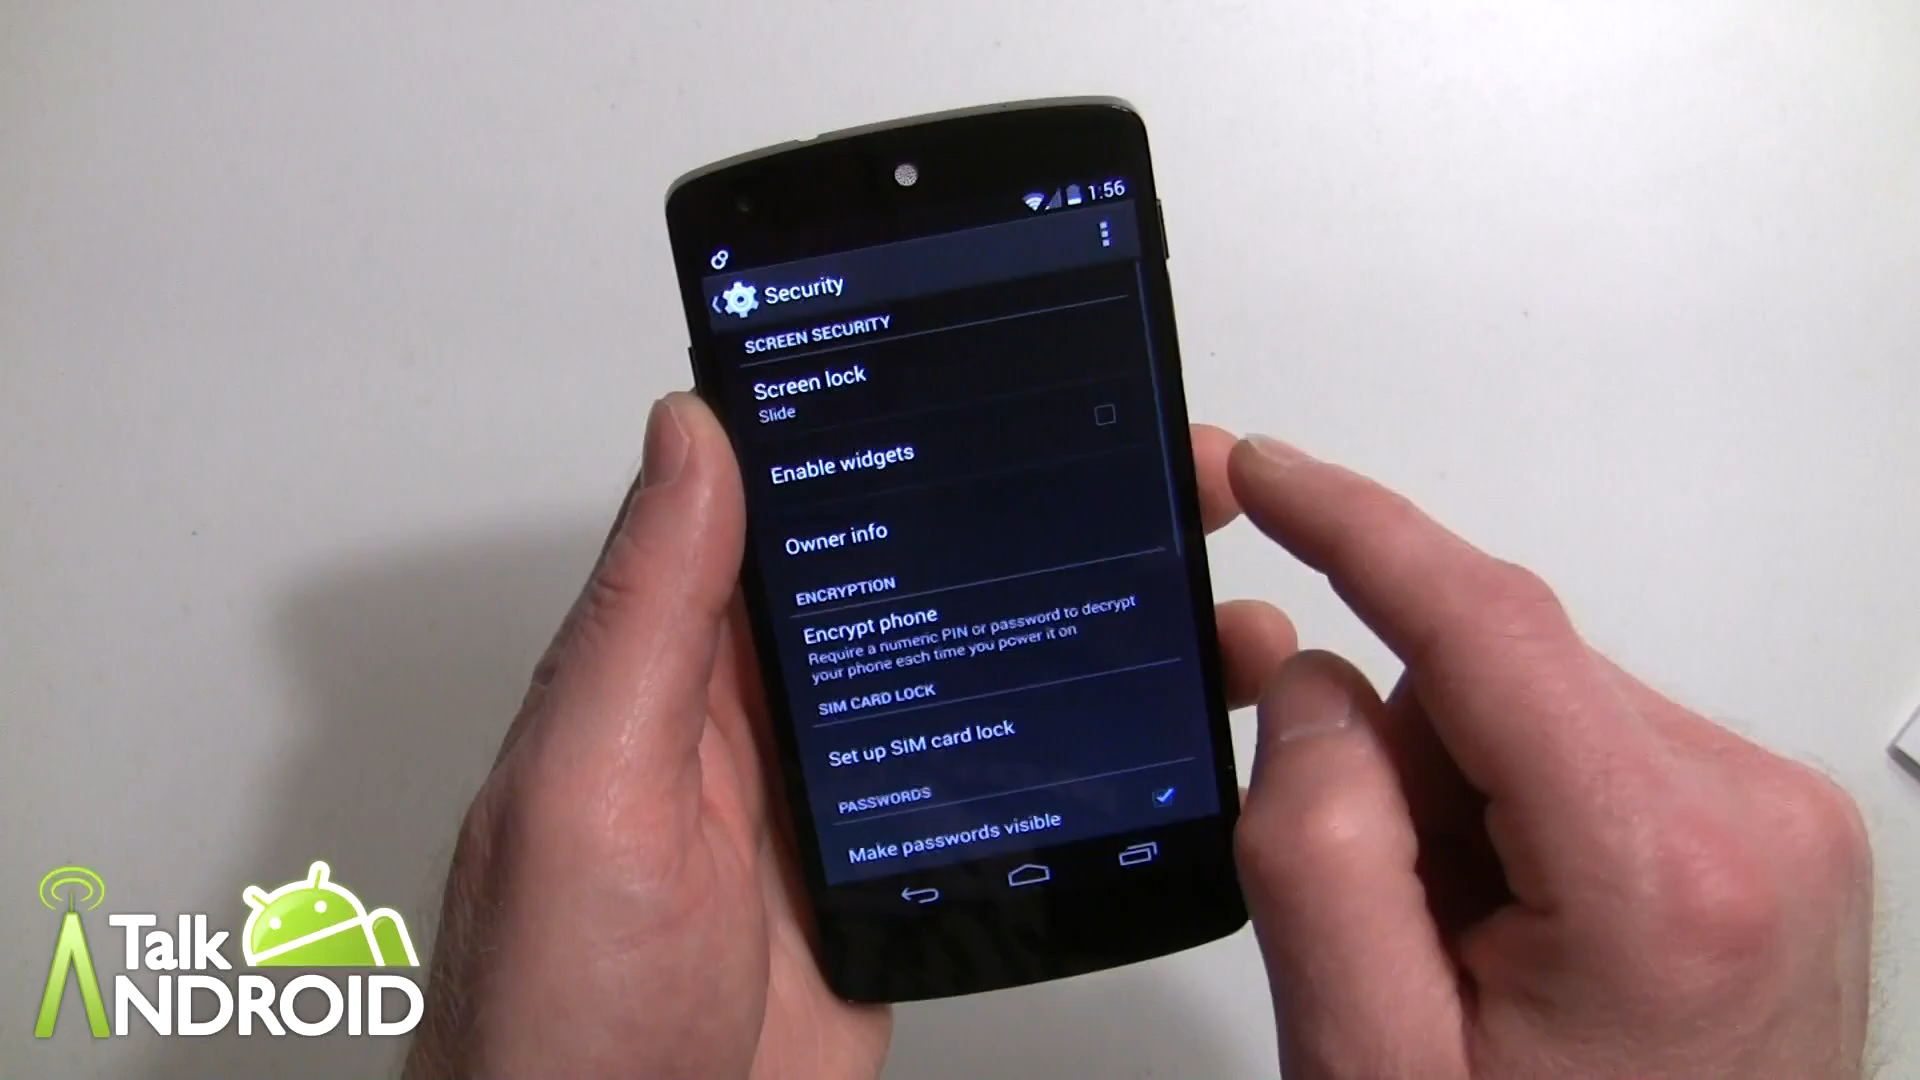 1:56
Security
SCREEN SECURITY
Screen lock
Slide
Enable widgets
Owner info
ENCRYPTION
Encrypt phone
Require a numeric PIN or password to decrypt
your phone each time you power it on
SIM CARD LOCK
Set up SIM card lock
PASSWORDS
Make passwords visible
Talk
ANDROID